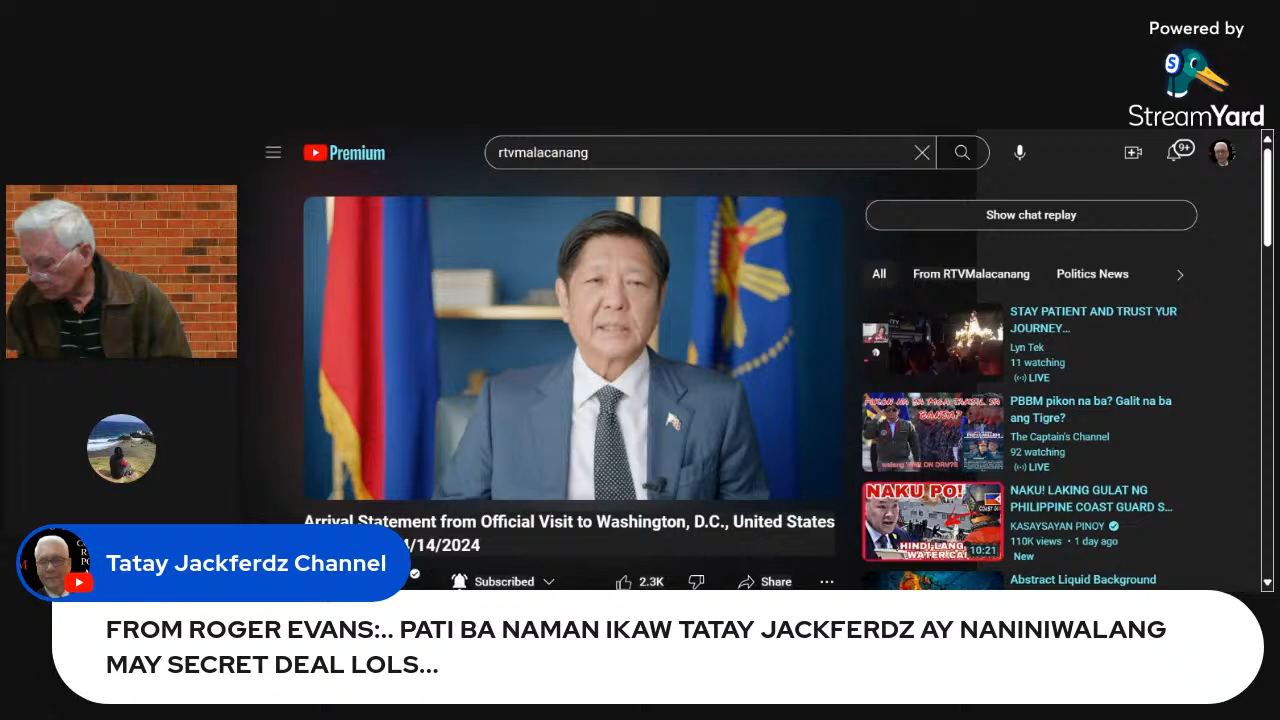 Powered by
StreamYard
Premium
rtvmalacanang
9+
Show chat replay
All
From RTVMalacanang
Politics News
STAY PATIENT AND TRUST YUR
JOURNEY...
Lyn Tek
11 watching
LIVE
PBBM pikon na ba? Galit na ba
ang Tigre?
The Captain's Channel
92 watching
LIVE
NAKU PO!
HINDI LANG
10:21
NAKU! LAKING GULAT NG
PHILIPPINE COAST GUARD S...
KASAYSAYAN PINOY
110K views • 1 day ago
New
Abstract Liquid Background
Arrival Statement from Official Visit to Washington, D.C., United States
/14/2024
Subscribed
2.3K
Share
Tatay Jackferdz Channel
FROM ROGER EVANS:.. PATI BA NAMAN IKAW TATAY JACKFERDZ AY NANINIWALANG
MAY SECRET DEAL LOLS...